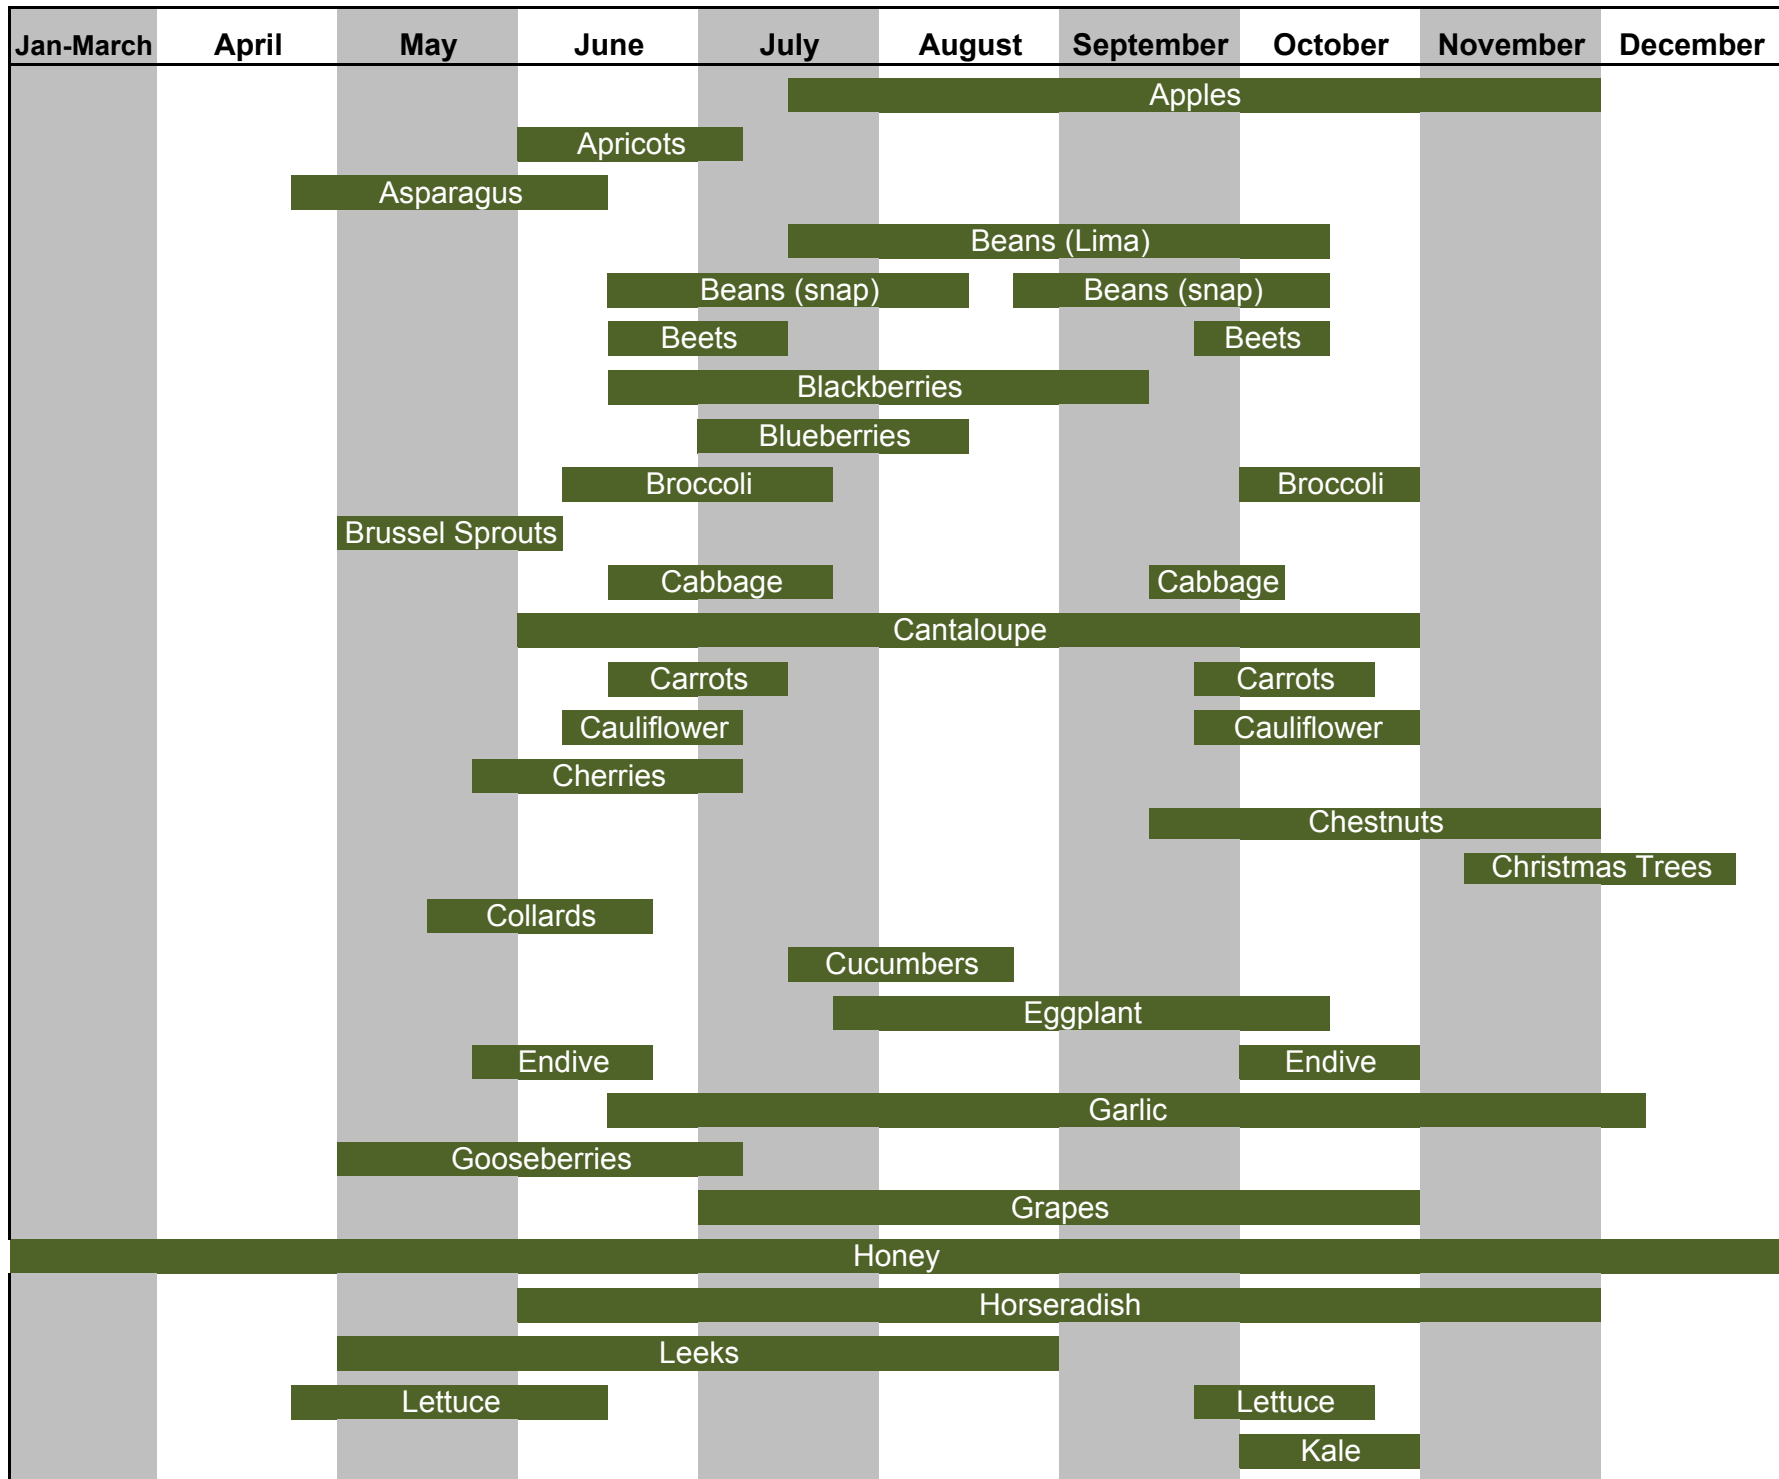 Jan-March April May June July August September October November December
Apples
Apricots
Asparagus
Beans (Lima)
Beans (snap) Beans (snap)
Beets Beets
Blackberries
Blueberries
Broccoli Broccoli
Brussel Sprouts
Cabbage Cabbage
Cantaloupe
Carrots Carrots
Cauliflower Cauliflower
Cherries
Chestnuts
Christmas Trees
Collards
Cucumbers
Eggplant
Endive Endive
Garlic
Gooseberries
Grapes
Honey
Horseradish
Leeks
Lettuce Lettuce
Kale